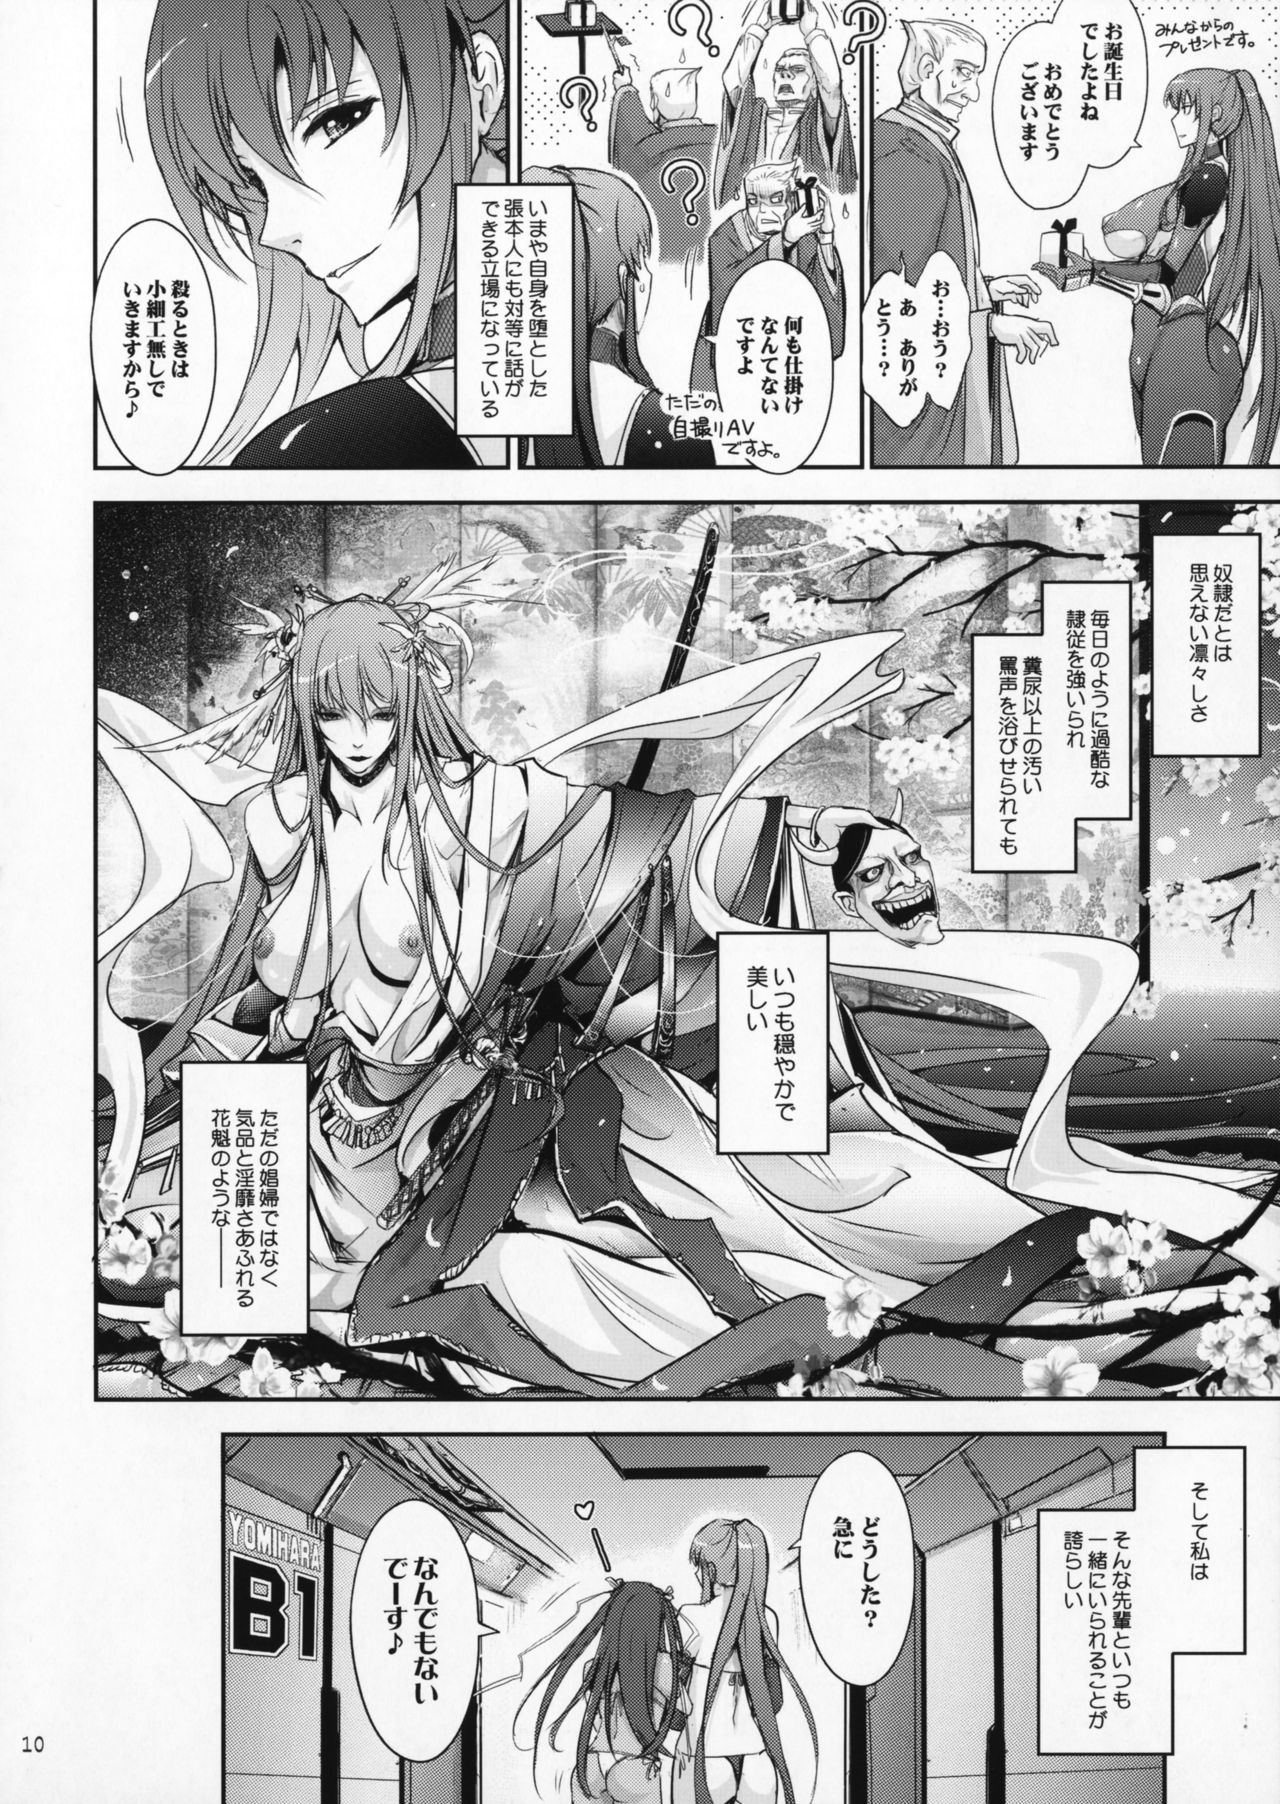 みんなからの
プレゼントです。
お誕生日
でしたよね
おめでとう
ございます
お…おう？
あ ありが
とう…？
?
?
?
?
何も仕掛け
なんてない
ですよ
ただの
自撮りAV
ですよ。
いまや自身を堕とした
張本人にも対等に話が
できる立場になっている
殺るときは
小細工無しで
いきますから♪
奴隷だとは
思えない凛々しさ
毎日のように過酷な
隷従を強いられ
糞尿以上の汚い
罵声を浴びせられても
いつも穏やかで
美しい
ただの娼婦ではなく
気品と淫靡さあふれる
花魁のような――
そして私は
そんな先輩といつも
一緒にいられることが
誇らしい
どうした？
急に
なんでもない
でーす♪
YOMIHARA
B1
10